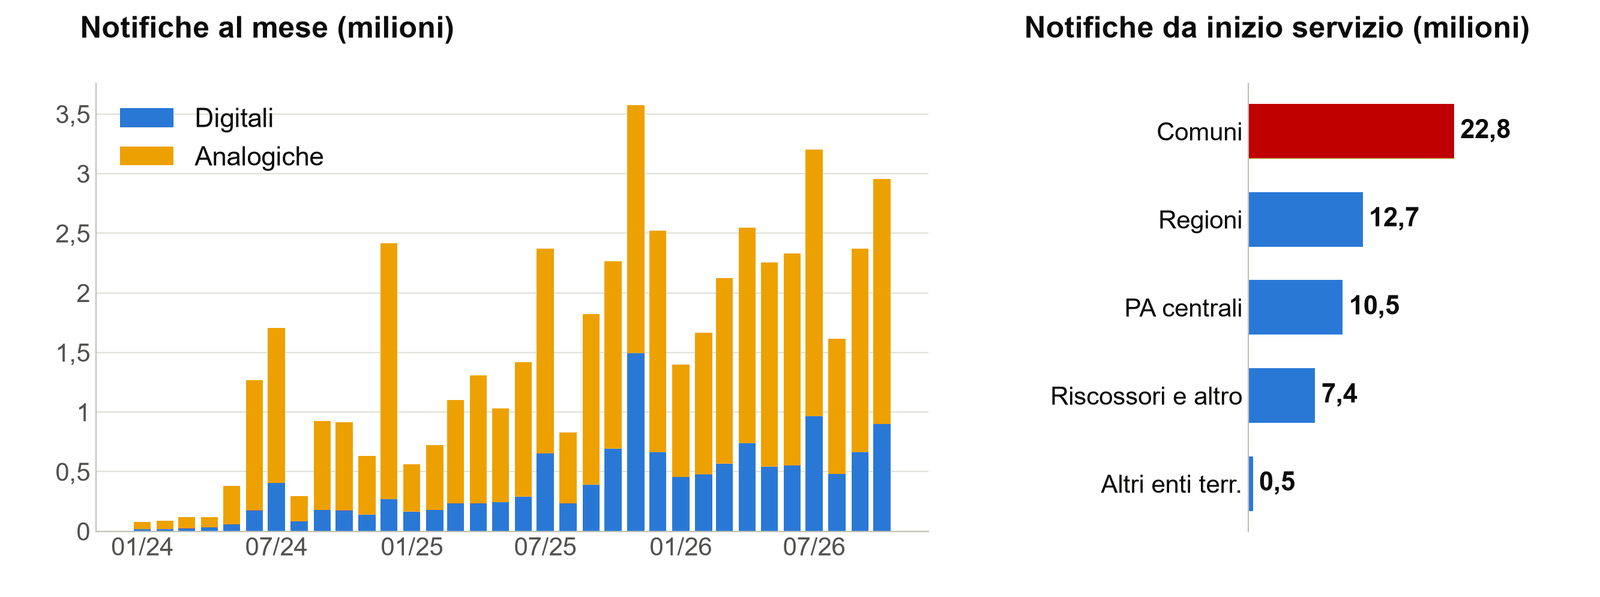 Notifiche al mese (milioni)
3,5
3
2,5
2
1,5
1
0,5
0
Digitali
Analogiche
01/24
07/24
01/25
07/25
01/26
07/26
Notifiche da inizio servizio (milioni)
Comuni 22,8
Regioni 12,7
PA centrali 10,5
Riscossori e altro 7,4
Altri enti terr. 0,5